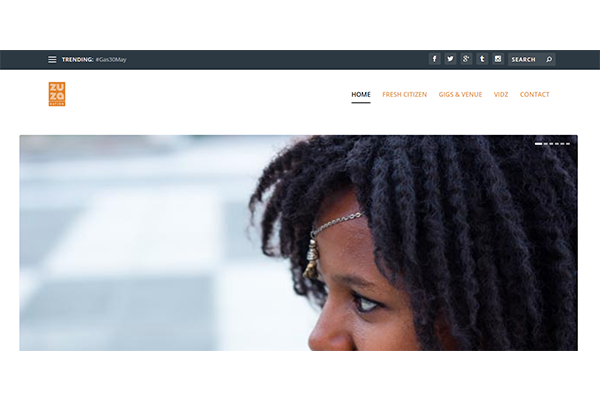 TRENDING: #Gas30May
f
g+
t
SEARCH
zu
za
HOME FRESH CITIZEN GIGS & VENUE VIDZ CONTACT